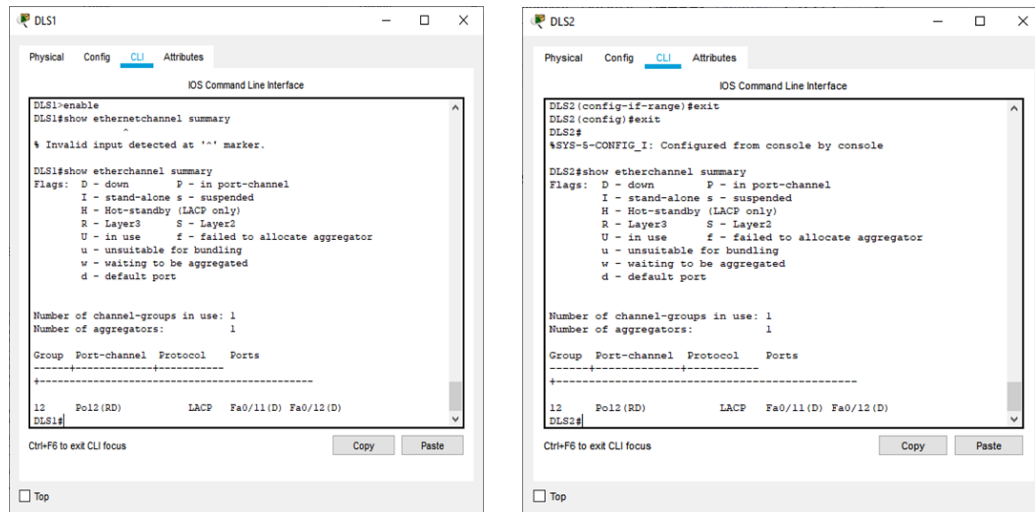 DLS1
Physical Config CLI Attributes
IOS Command Line Interface
DLS1>enable
DLS1#show ethernetchannel summary
^
% Invalid input detected at '^' marker.
DLS1#show etherchannel summary
Flags: D - down P - in port-channel
I - stand-alone s - suspended
H - Hot-standby (LACP only)
R - Layer3 S - Layer2
U - in use f - failed to allocate aggregator
u - unsuitable for bundling
w - waiting to be aggregated
d - default port
Number of channel-groups in use: 1
Number of aggregators: 1
Group Port-channel Protocol Ports
------+-------------+-----------
+----------------------------------------------
12 Po12(RD) LACP Fa0/11(D) Fa0/12(D)
DLS1#
Ctrl+F6 to exit CLI focus
Copy Paste
Top
DLS2
Physical Config CLI Attributes
IOS Command Line Interface
DLS2(config-if-range)#exit
DLS2(config)#exit
DLS2#
%SYS-5-CONFIG_I: Configured from console by console
DLS2#show etherchannel summary
Flags: D - down P - in port-channel
I - stand-alone s - suspended
H - Hot-standby (LACP only)
R - Layer3 S - Layer2
U - in use f - failed to allocate aggregator
u - unsuitable for bundling
w - waiting to be aggregated
d - default port
Number of channel-groups in use: 1
Number of aggregators: 1
Group Port-channel Protocol Ports
------+-------------+-----------
+----------------------------------------------
12 Po12(RD) LACP Fa0/11(D) Fa0/12(D)
DLS2#
Ctrl+F6 to exit CLI focus
Copy Paste
Top